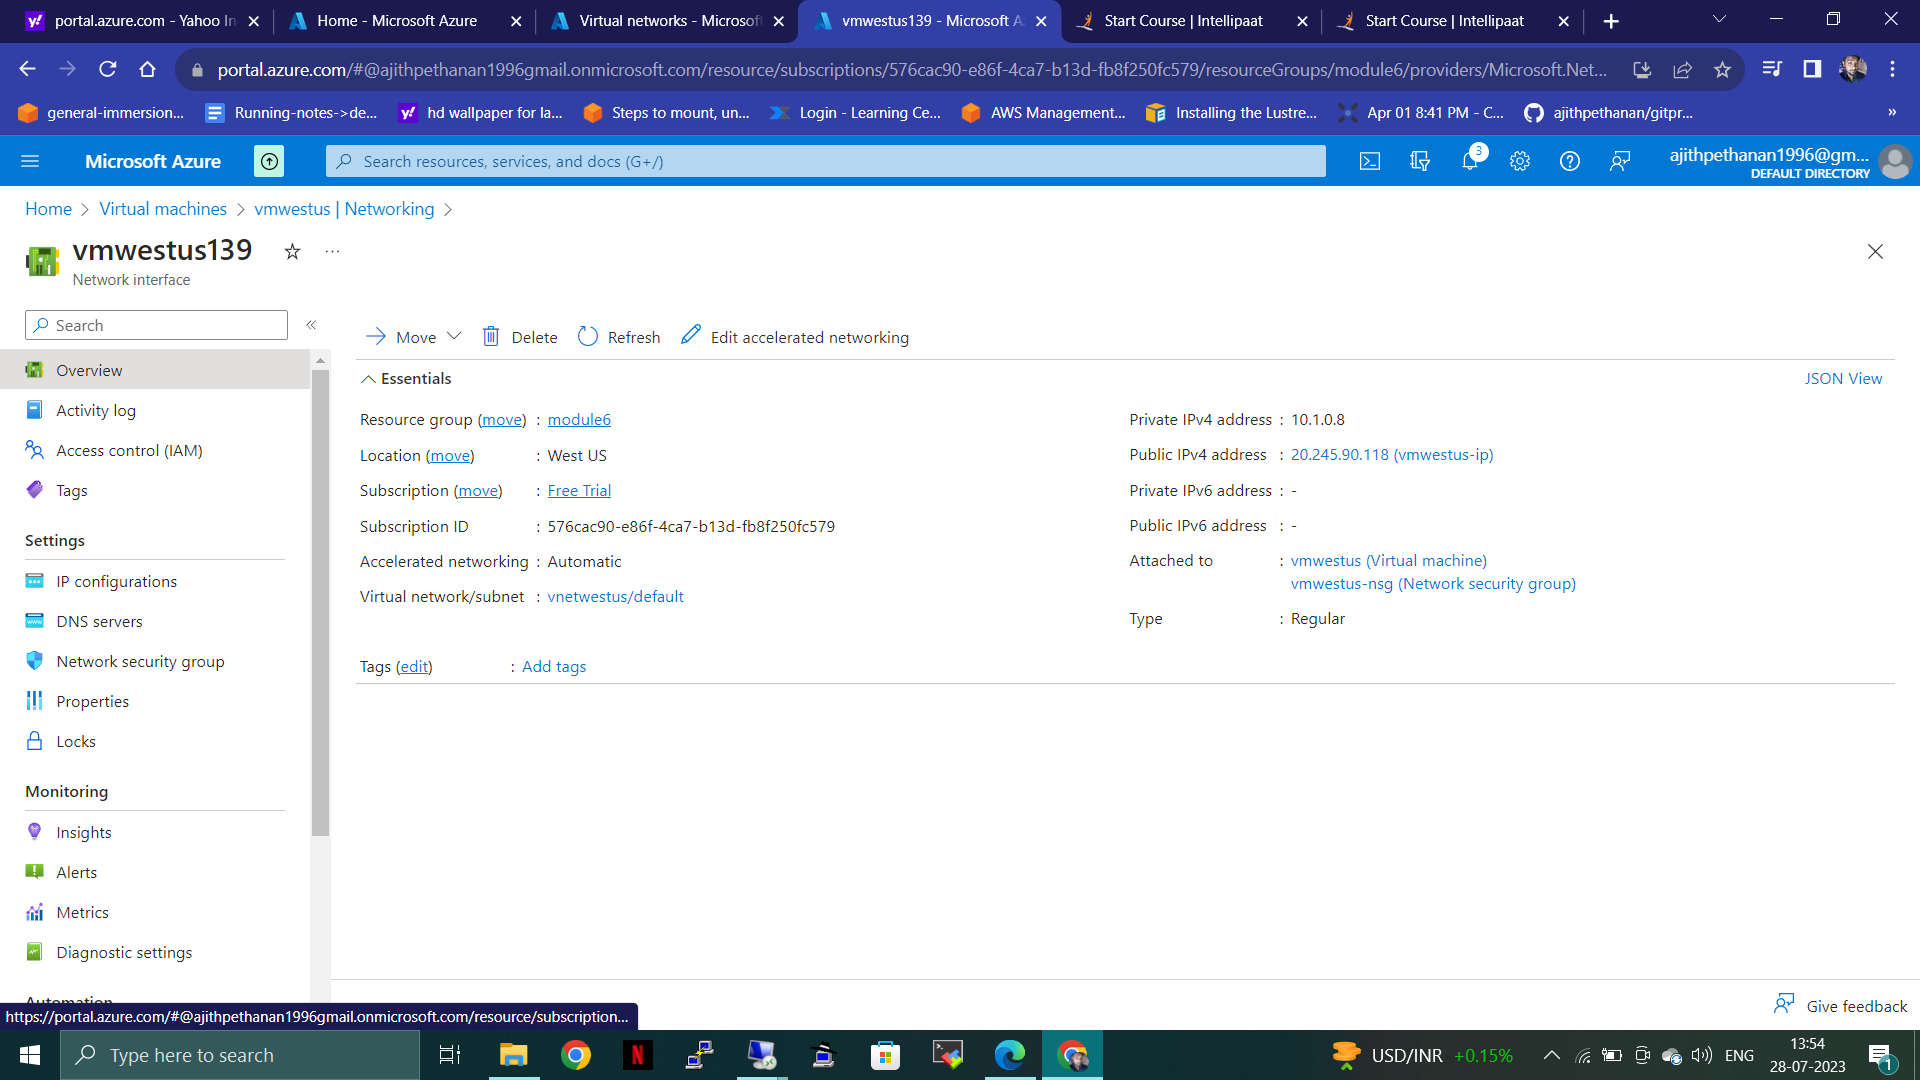 portal.azure.com - Yahoo In
Home - Microsoft Azure
Virtual networks - Microsoft
vmwestus139 - Microsoft A
Start Course | Intellipaat
Start Course | Intellipaat
portal.azure.com/#@ajithpethanan1996gmail.onmicrosoft.com/resource/subscriptions/576cac90-e86f-4ca7-b13d-fb8f250fc579/resourceGroups/module6/providers/Microsoft.Net...
general-immersion...
Running-notes->de...
hd wallpaper for la...
Steps to mount, un...
Login - Learning Ce...
AWS Management...
Installing the Lustre...
Apr 01 8:41 PM - C...
ajithpethanan/gitpr...
»
Microsoft Azure
Search resources, services, and docs (G+/)
3
ajithpethanan1996@gm...
DEFAULT DIRECTORY
Home > Virtual machines > vmwestus | Networking >
vmwestus139
Network interface
Search
Move
Delete
Refresh
Edit accelerated networking
Overview
Activity log
Access control (IAM)
Tags
Settings
IP configurations
DNS servers
Network security group
Properties
Locks
Monitoring
Insights
Alerts
Metrics
Diagnostic settings
Automation
Essentials
JSON View
Resource group (move) : module6
Location (move) : West US
Subscription (move) : Free Trial
Subscription ID : 576cac90-e86f-4ca7-b13d-fb8f250fc579
Accelerated networking : Automatic
Virtual network/subnet : vnetwestus/default
Private IPv4 address : 10.1.0.8
Public IPv4 address : 20.245.90.118 (vmwestus-ip)
Private IPv6 address : -
Public IPv6 address : -
Attached to : vmwestus (Virtual machine)
vmwestus-nsg (Network security group)
Type : Regular
Tags (edit) : Add tags
Give feedback
https://portal.azure.com/#@ajithpethanan1996gmail.onmicrosoft.com/resource/subscription...
Type here to search
USD/INR +0.15%
ENG
13:54
28-07-2023
1